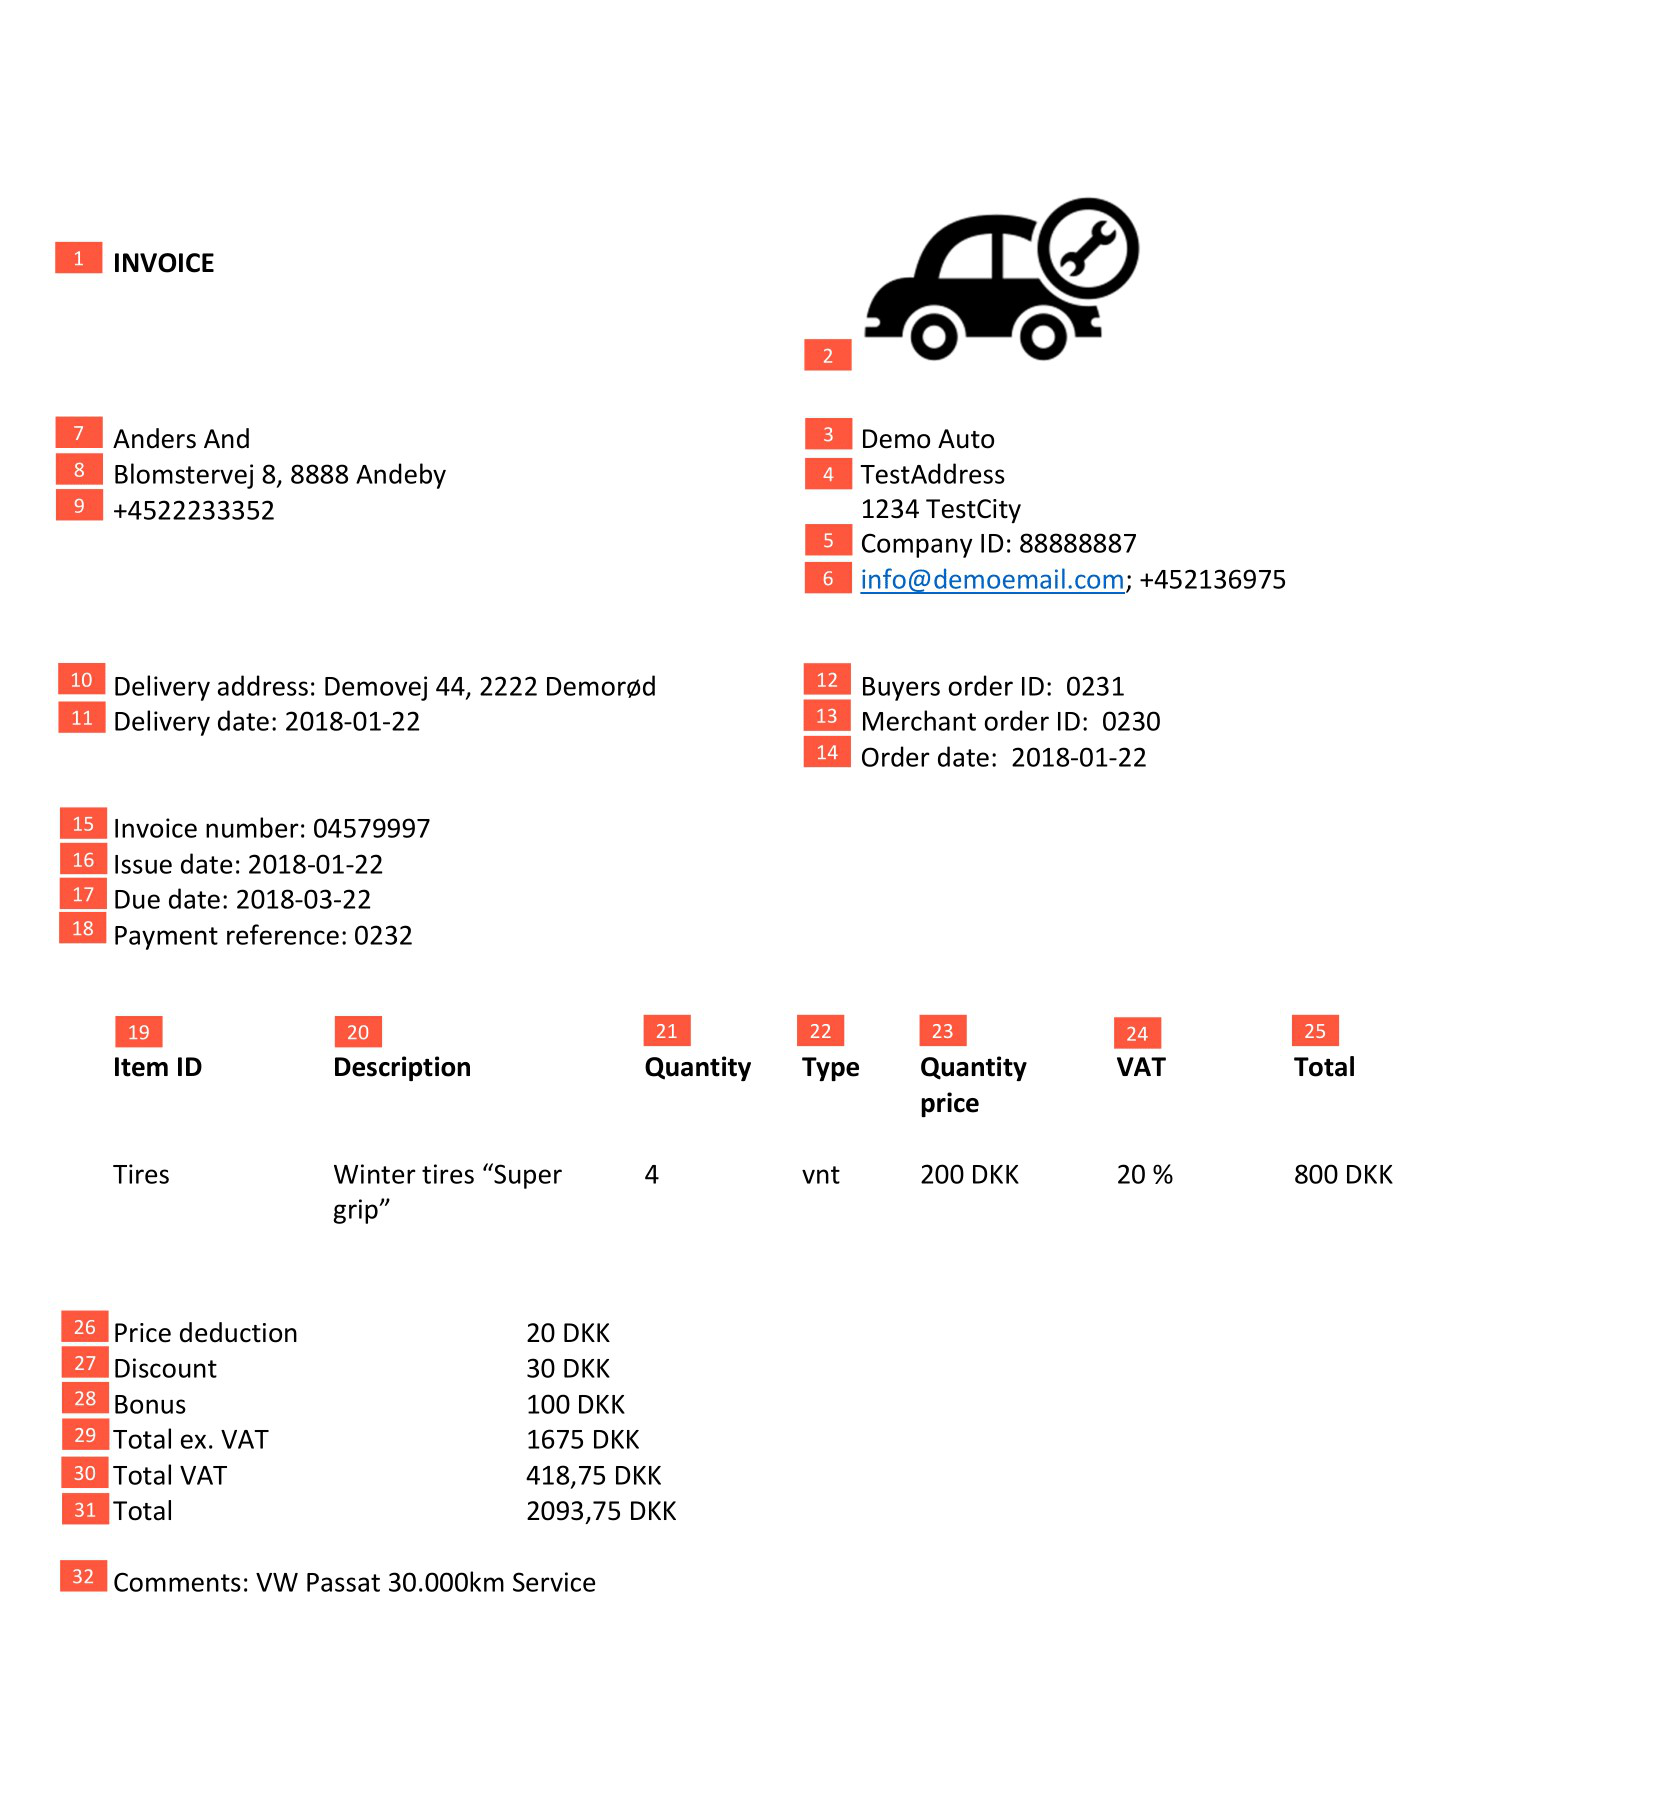 1 INVOICE
2
7 Anders And
8 Blomstervej 8, 8888 Andeby
9 +4522233352
3 Demo Auto
4 TestAddress
1234 TestCity
5 Company ID: 88888887
6 info@demoemail.com; +452136975
10 Delivery address: Demovej 44, 2222 Demorød
11 Delivery date: 2018-01-22
12 Buyers order ID: 0231
13 Merchant order ID: 0230
14 Order date: 2018-01-22
15 Invoice number: 04579997
16 Issue date: 2018-01-22
17 Due date: 2018-03-22
18 Payment reference: 0232
19 20 21 22 23 24 25
Item ID Description Quantity Type Quantity VAT Total
price
Tires Winter tires “Super 4 vnt 200 DKK 20 % 800 DKK
grip”
26 Price deduction 20 DKK
27 Discount 30 DKK
28 Bonus 100 DKK
29 Total ex. VAT 1675 DKK
30 Total VAT 418,75 DKK
31 Total 2093,75 DKK
32 Comments: VW Passat 30.000km Service